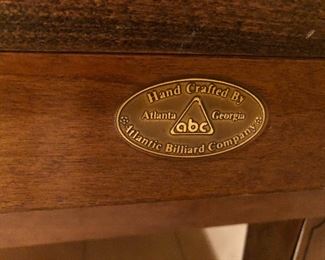 Hand Crafted By
Atlanta Georgia
abc
Atlantic Billiard Company